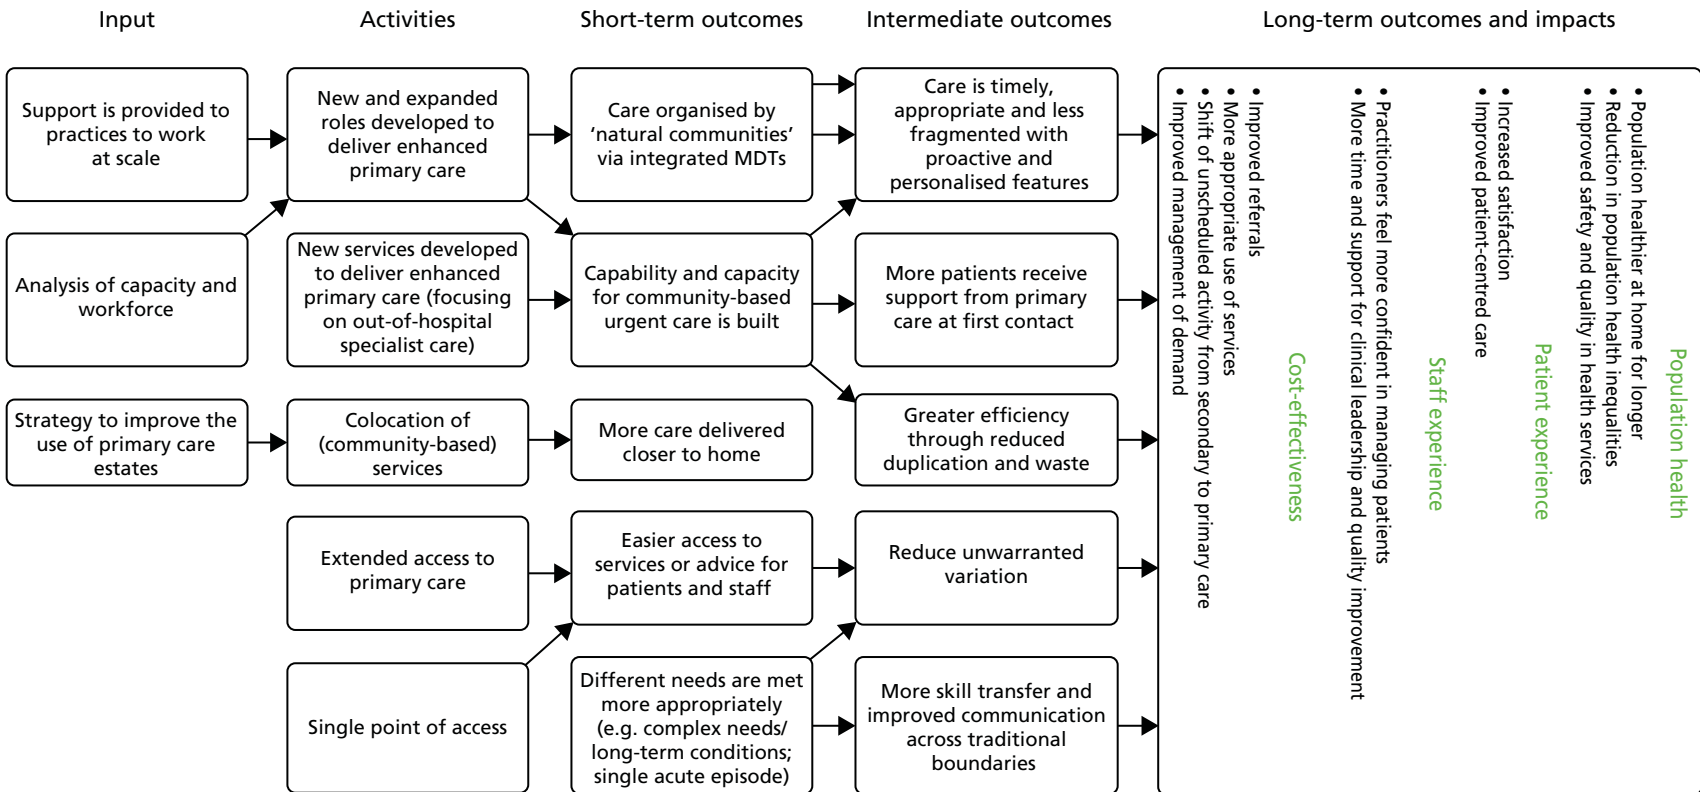 Input
Activities
Short-term outcomes
Intermediate outcomes
Long-term outcomes and impacts
Support is provided to
practices to work
at scale
Analysis of capacity and
workforce
Strategy to improve the
use of primary care
estates
New and expanded
roles developed to
deliver enhanced
primary care
New services developed
to deliver enhanced
primary care (focusing
on out-of-hospital
specialist care)
Colocation of
(community-based)
services
Extended access to
primary care
Single point of access
Care organised by
‘natural communities’
via integrated MDTs
Capability and capacity
for community-based
urgent care is built
More care delivered
closer to home
Easier access to
services or advice for
patients and staff
Different needs are met
more appropriately
(e.g. complex needs/
long-term conditions;
single acute episode)
Care is timely,
appropriate and less
fragmented with
proactive and
personalised features
More patients receive
support from primary
care at first contact
Greater efficiency
through reduced
duplication and waste
Reduce unwarranted
variation
More skill transfer and
improved communication
across traditional
boundaries
Population health
• Population healthier at home for longer
• Reduction in population health inequalities
• Improved safety and quality in health services
Patient experience
• Increased satisfaction
• Improved patient-centred care
Staff experience
• Practitioners feel more confident in managing patients
• More time and support for clinical leadership and quality improvement
Cost-effectiveness
• Improved referrals
• More appropriate use of services
• Shift of unscheduled activity from secondary to primary care
• Improved management of demand